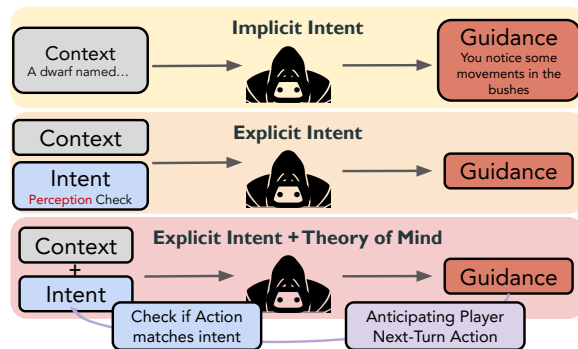 Implicit Intent
Context
A dwarf named...
Guidance
You notice some
movements in the
bushes
Explicit Intent
Context
Intent
Perception Check
Guidance
Explicit Intent + Theory of Mind
Context
+
Intent
Guidance
Check if Action
matches intent
Anticipating Player
Next-Turn Action